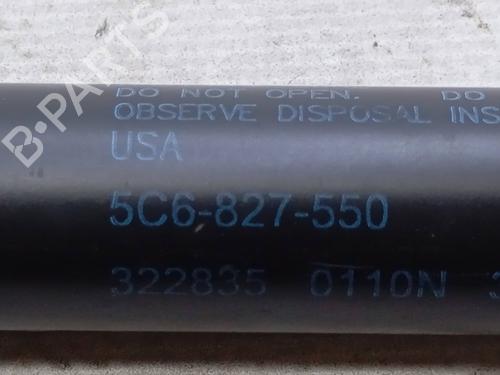 B-PARTS
DO NOT OPEN. DO
OBSERVE DISPOSAL INS
USA
5C6-827-550
322835 0110N